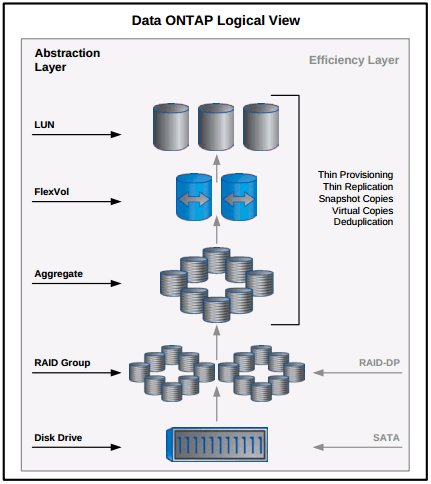 Data ONTAP Logical View
Abstraction
Layer
Efficiency Layer
LUN
FlexVol
Thin Provisioning
Thin Replication
Snapshot Copies
Virtual Copies
Deduplication
Aggregate
RAID Group
RAID-DP
Disk Drive
SATA